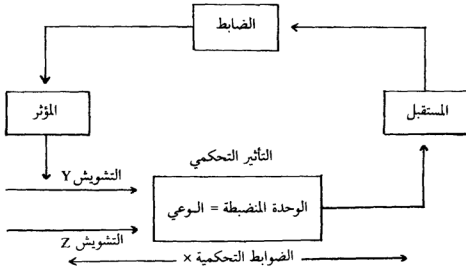 الضابط
المؤثر
المستقبل
التأثير التحكمي
التشويش Y
الوحدة المنضبطة = الوعي
التشويش Z
الضوابط التحكمية ×